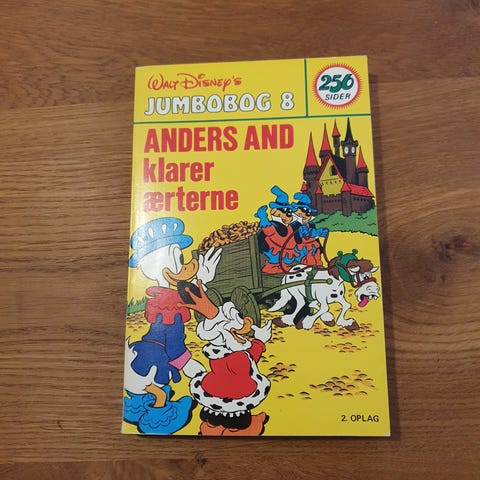 Walt Disney's
JUMBOBOG 8
256
SIDER
ANDERS AND
klarer
ærterne
2. OPLAG